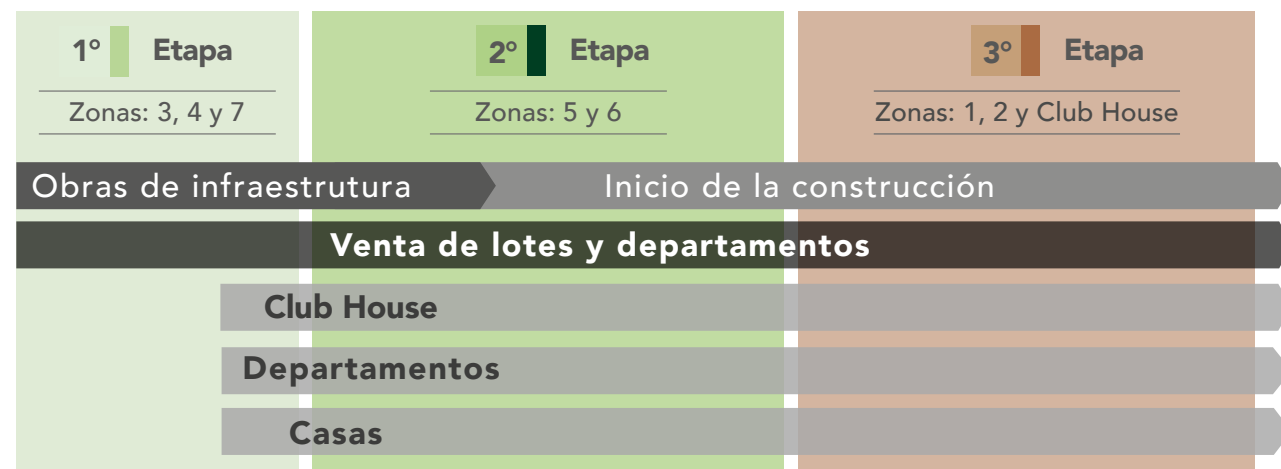 1° Etapa
2° Etapa
3° Etapa
Zonas: 3, 4 y 7
Zonas: 5 y 6
Zonas: 1, 2 y Club House
Obras de infraestrutura
Inicio de la construcción
Venta de lotes y departamentos
Club House
Departamentos
Casas